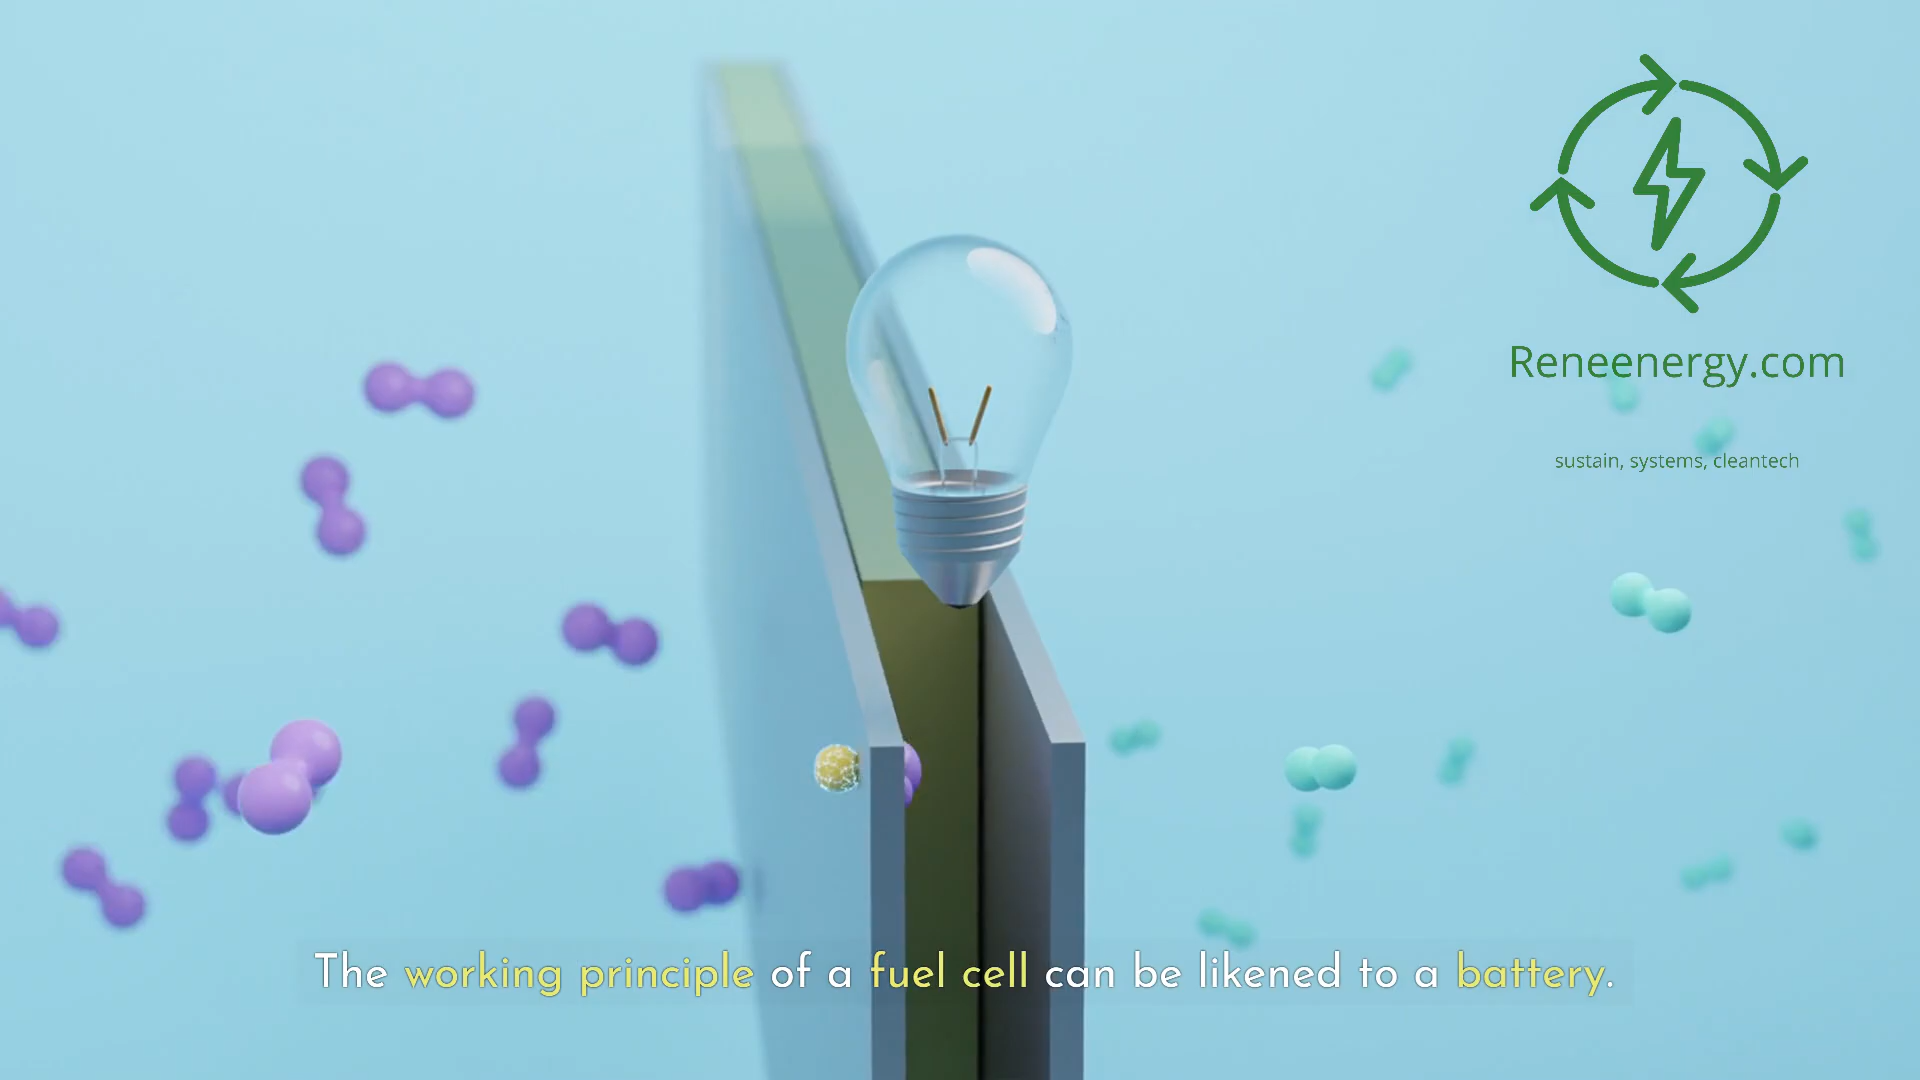 Reneenergy.com
sustain, systems, cleantech
The working principle of a fuel cell can be likened to a battery.